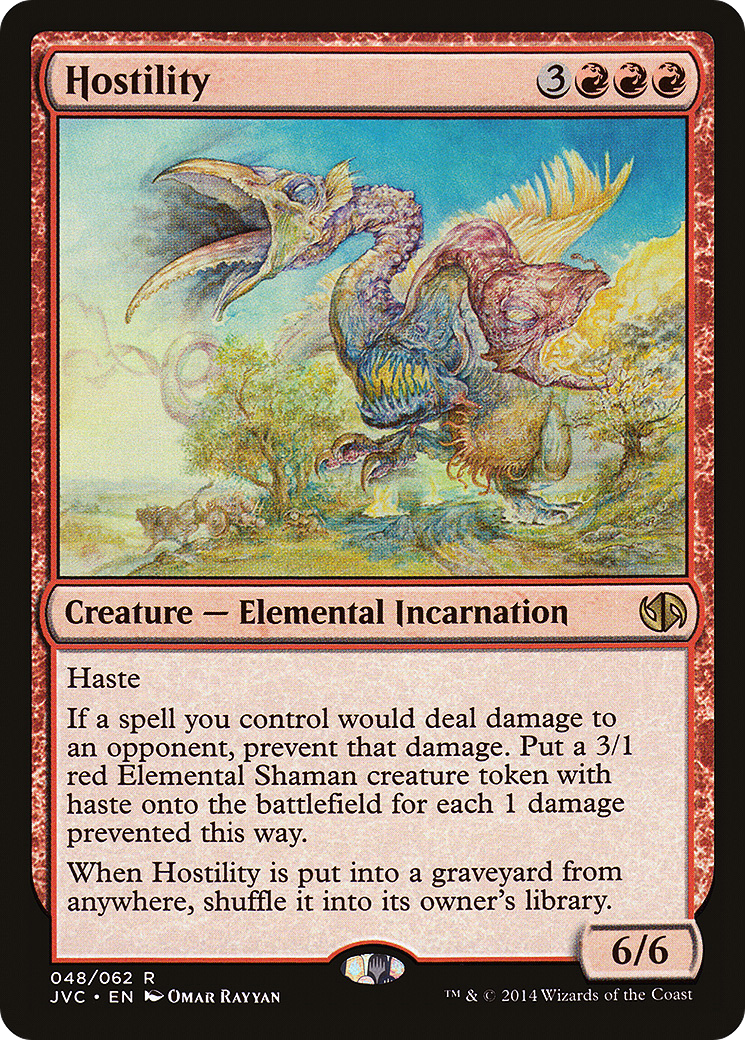 Hostility 3
Creature — Elemental Incarnation
Haste
If a spell you control would deal damage to
an opponent, prevent that damage. Put a 3/1
red Elemental Shaman creature token with
haste onto the battlefield for each 1 damage
prevented this way.
When Hostility is put into a graveyard from
anywhere, shuffle it into its owner's library.
6/6
048/062 R
JVC • EN Omar Rayyan
™ & © 2014 Wizards of the Coast